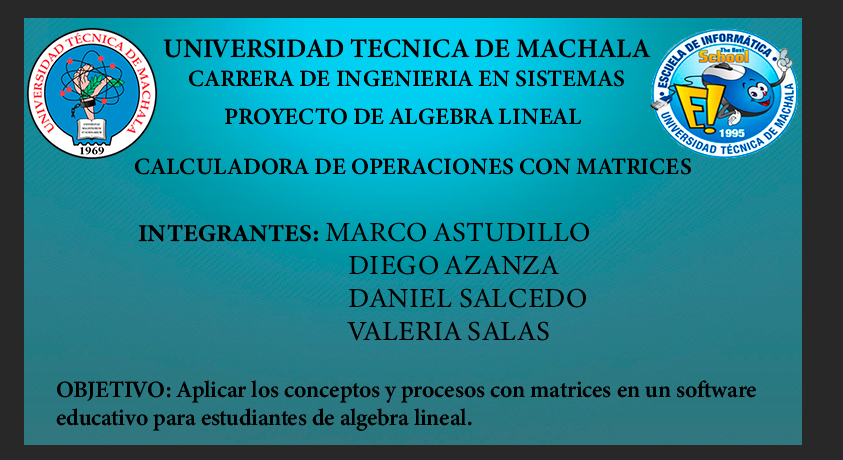 UNIVERSIDAD TECNICA DE MACHALA
CARRERA DE INGENIERIA EN SISTEMAS
PROYECTO DE ALGEBRA LINEAL
CALCULADORA DE OPERACIONES CON MATRICES
UNIVERSIDAD TÉCNICA DE MACHALA
1969
ESCUELA DE INFORMÁTICA
The Best
School
EI
1995
UNIVERSIDAD TÉCNICA DE MACHALA
INTEGRANTES: MARCO ASTUDILLO
DIEGO AZANZA
DANIEL SALCEDO
VALERIA SALAS
OBJETIVO: Aplicar los conceptos y procesos con matrices en un software
educativo para estudiantes de algebra lineal.